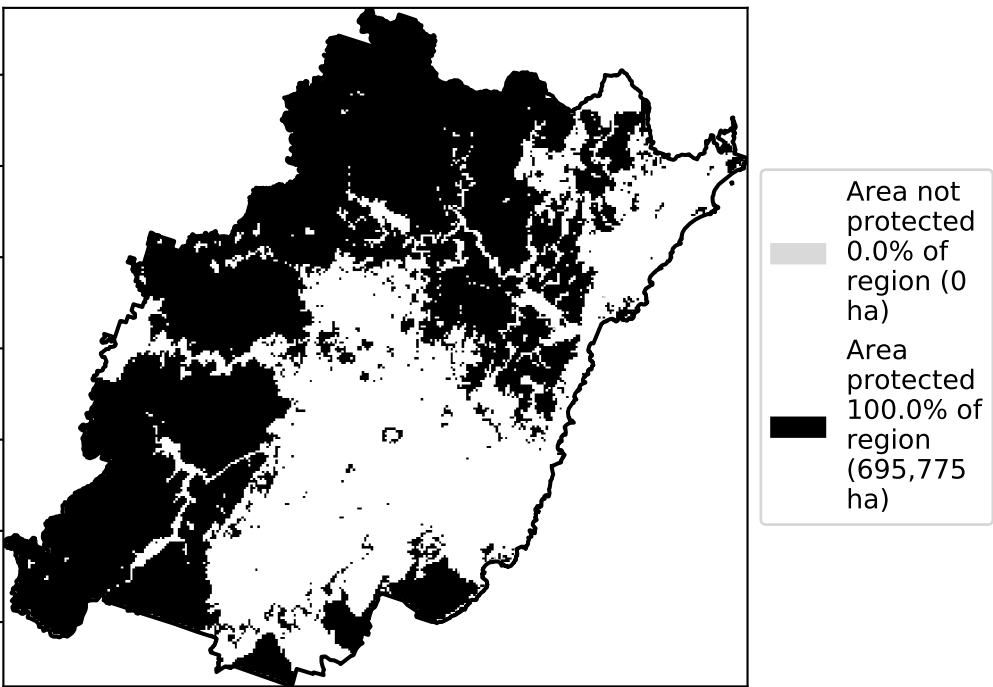 Area not
protected
0.0% of
region (0
ha)
Area
protected
100.0% of
region
(695,775
ha)